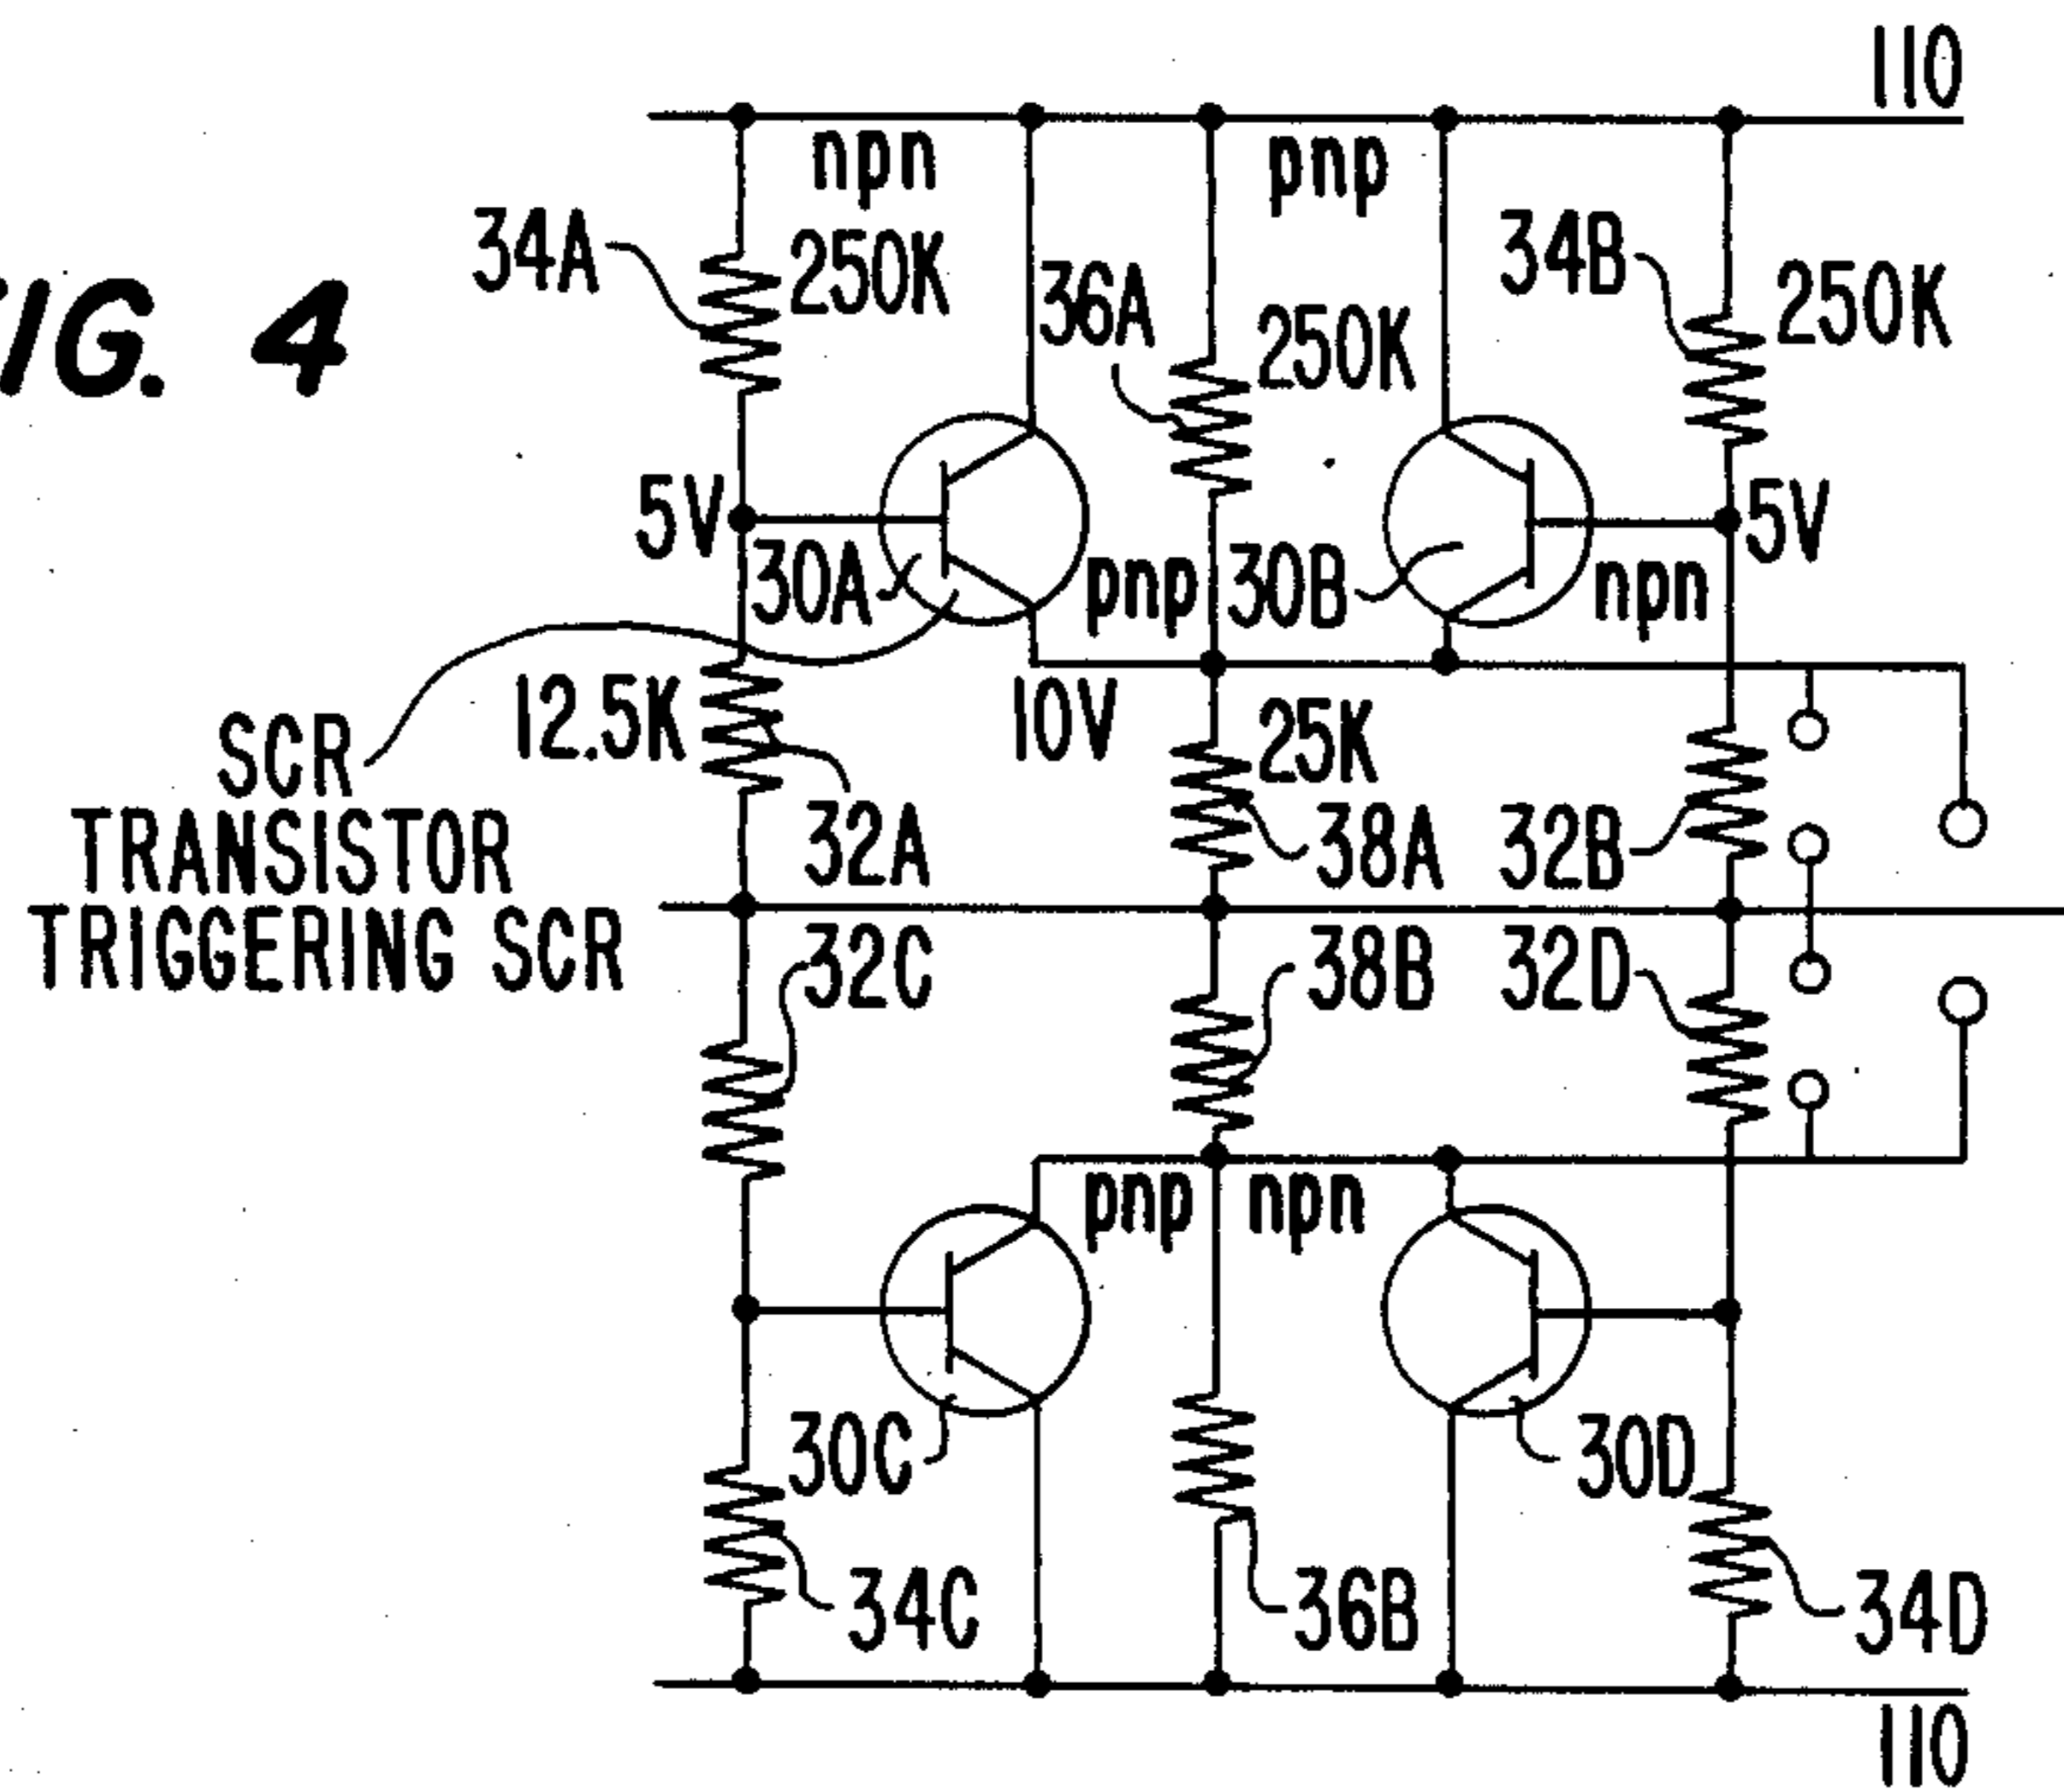 110
npn
pnp
34A
250K
36A
250K
34B
250K
FIG. 4
5V
30A
pnp
30B
npn
5V
12.5K
10V
25K
SCR
TRANSISTOR
TRIGGERING SCR
32A
38A
32B
32C
38B
32D
pnp
npn
30C
30D
34C
36B
34D
110